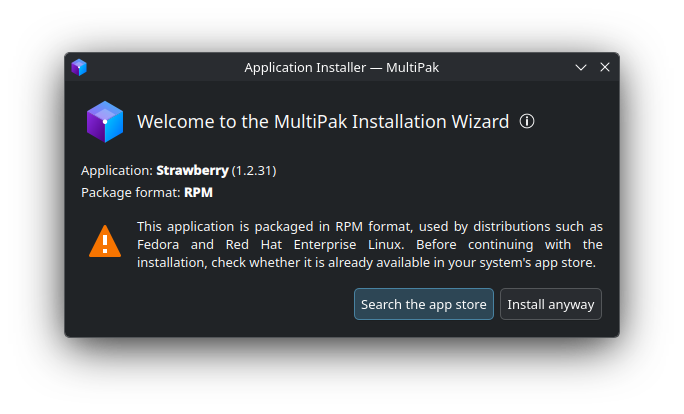 Application Installer — MultiPak
Welcome to the MultiPak Installation Wizard
Application: Strawberry (1.2.31)
Package format: RPM
This application is packaged in RPM format, used by distributions such as
Fedora and Red Hat Enterprise Linux. Before continuing with the
installation, check whether it is already available in your system's app store.
Search the app store
Install anyway